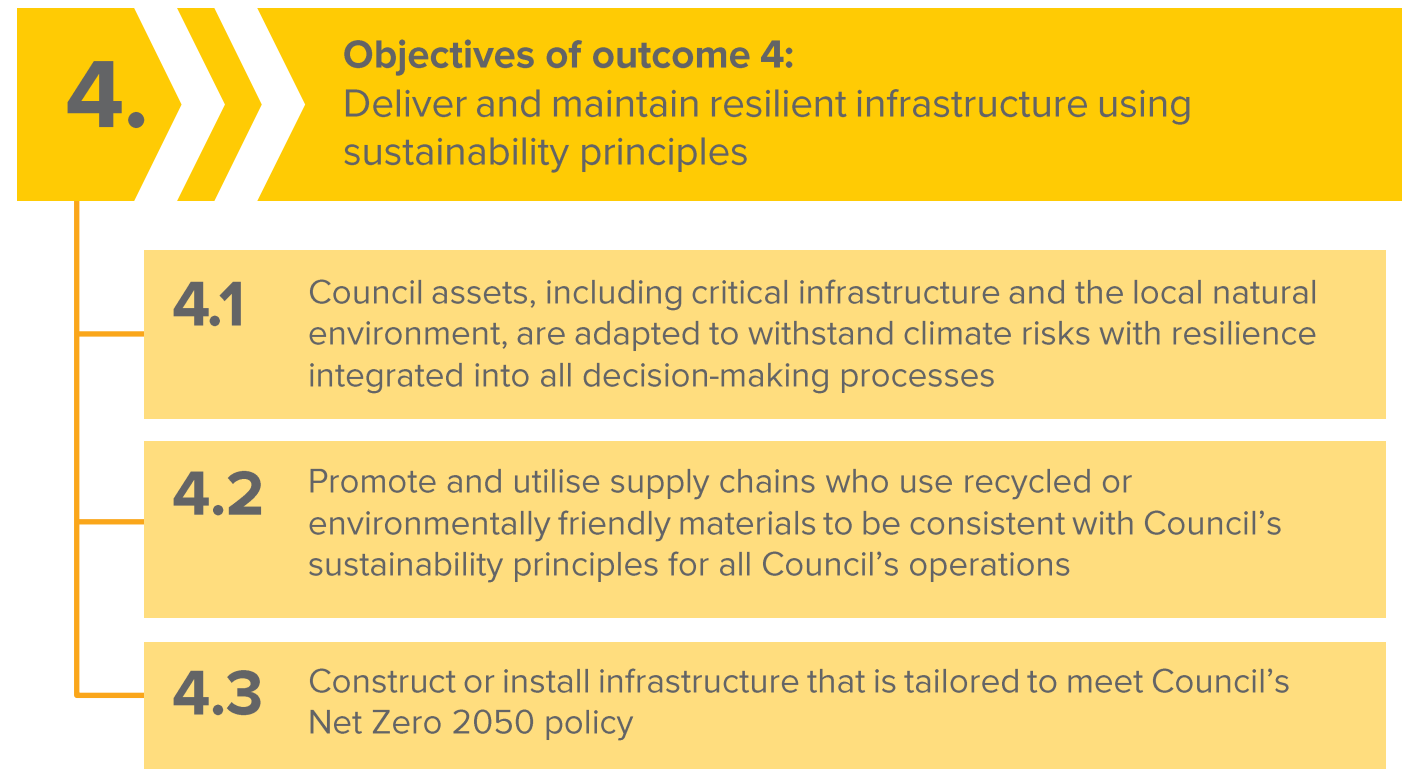 4.
Objectives of outcome 4:
Deliver and maintain resilient infrastructure using
sustainability principles
4.1
Council assets, including critical infrastructure and the local natural
environment, are adapted to withstand climate risks with resilience
integrated into all decision-making processes
4.2
Promote and utilise supply chains who use recycled or
environmentally friendly materials to be consistent with Council’s
sustainability principles for all Council’s operations
4.3
Construct or install infrastructure that is tailored to meet Council’s
Net Zero 2050 policy